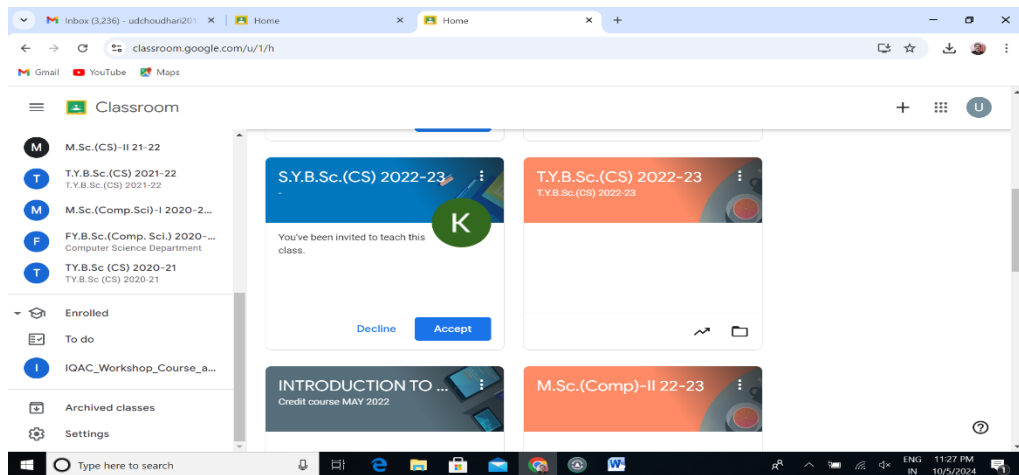 Inbox (3,236) - udchoudhari201
Home
Home
classroom.google.com/u/1/h
Gmail
YouTube
Maps
Classroom
U
M
M.Sc.(CS)-II 21-22
T
T.Y.B.Sc.(CS) 2021-22
T.Y.B.Sc.(CS) 2021-22
M
M.Sc.(Comp.Sci)-I 2020-2...
F
FY.B.Sc.(Comp. Sci.) 2020-...
Computer Science Department
T
TY.B.Sc (CS) 2020-21
TY.B.Sc (CS) 2020-21
Enrolled
To do
I
IQAC_Workshop_Course_a...
Archived classes
Settings
S.Y.B.Sc.(CS) 2022-23
-
K
You've been invited to teach this
class.
Decline
Accept
T.Y.B.Sc.(CS) 2022-23
T.Y.B.Sc.(CS) 2022-23
INTRODUCTION TO ...
Credit course MAY 2022
M.Sc.(Comp)-II 22-23
Type here to search
ENG
IN
11:27 PM
10/5/2024